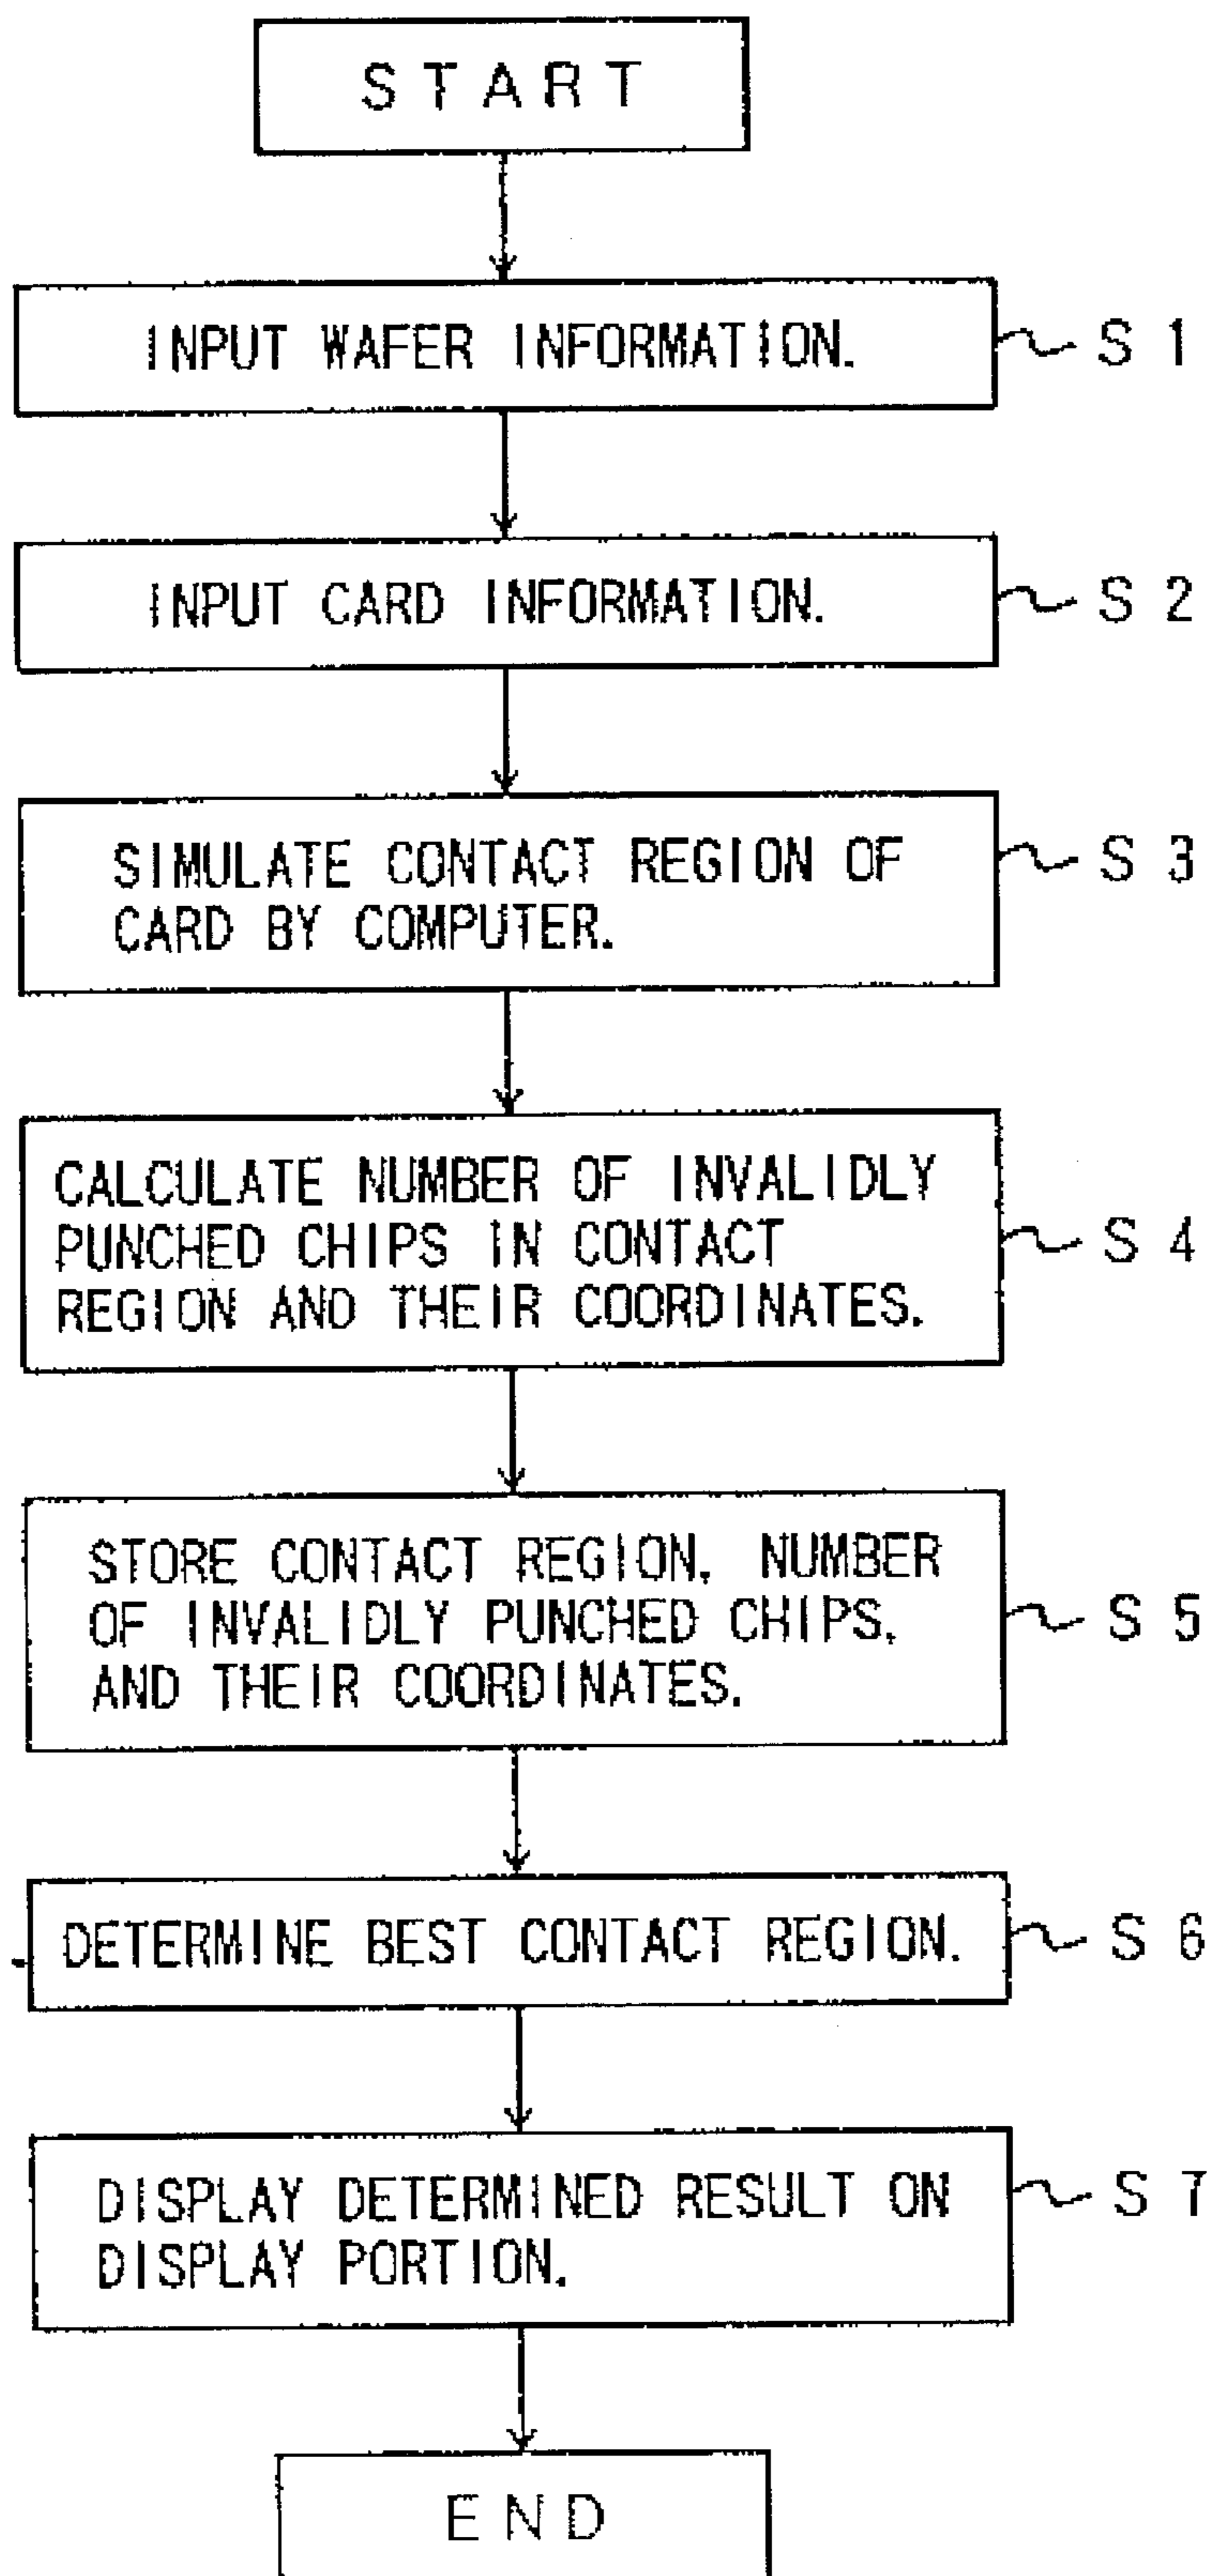 START
INPUT WAFER INFORMATION.
S 1
INPUT CARD INFORMATION.
S 2
SIMULATE CONTACT REGION OF
CARD BY COMPUTER.
S 3
CALCULATE NUMBER OF INVALIDLY
PUNCHED CHIPS IN CONTACT
REGION AND THEIR COORDINATES.
S 4
STORE CONTACT REGION, NUMBER
OF INVALIDLY PUNCHED CHIPS,
AND THEIR COORDINATES.
S 5
DETERMINE BEST CONTACT REGION.
S 6
DISPLAY DETERMINED RESULT ON
DISPLAY PORTION.
S 7
END